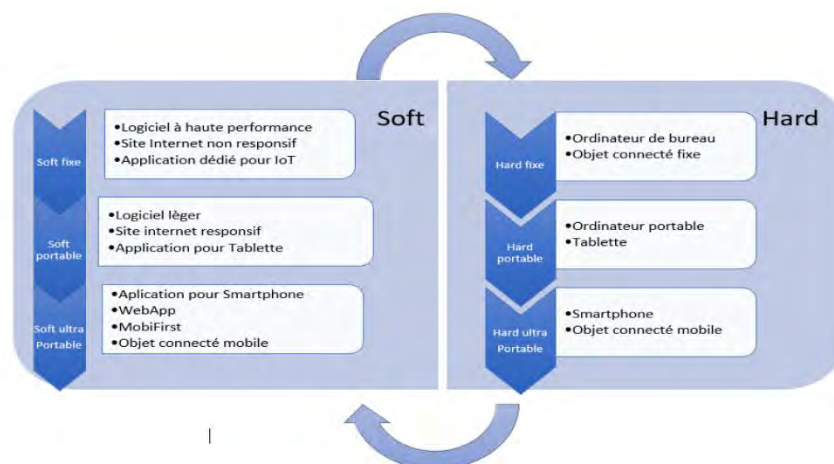 Soft
Soft fixe
•Logiciel à haute performance
•Site Internet non responsif
•Application dédié pour IoT
Soft
portable
•Logiciel lèger
•Site internet responsif
•Application pour Tablette
Soft ultra
Portable
•Aplication pour Smartphone
•WebApp
•MobiFirst
•Objet connecté mobile
Hard
Hard fixe
•Ordinateur de bureau
•Objet connecté fixe
Hard
portable
•Ordinateur portable
•Tablette
Hard ultra
Portable
•Smartphone
•Objet connecté mobile